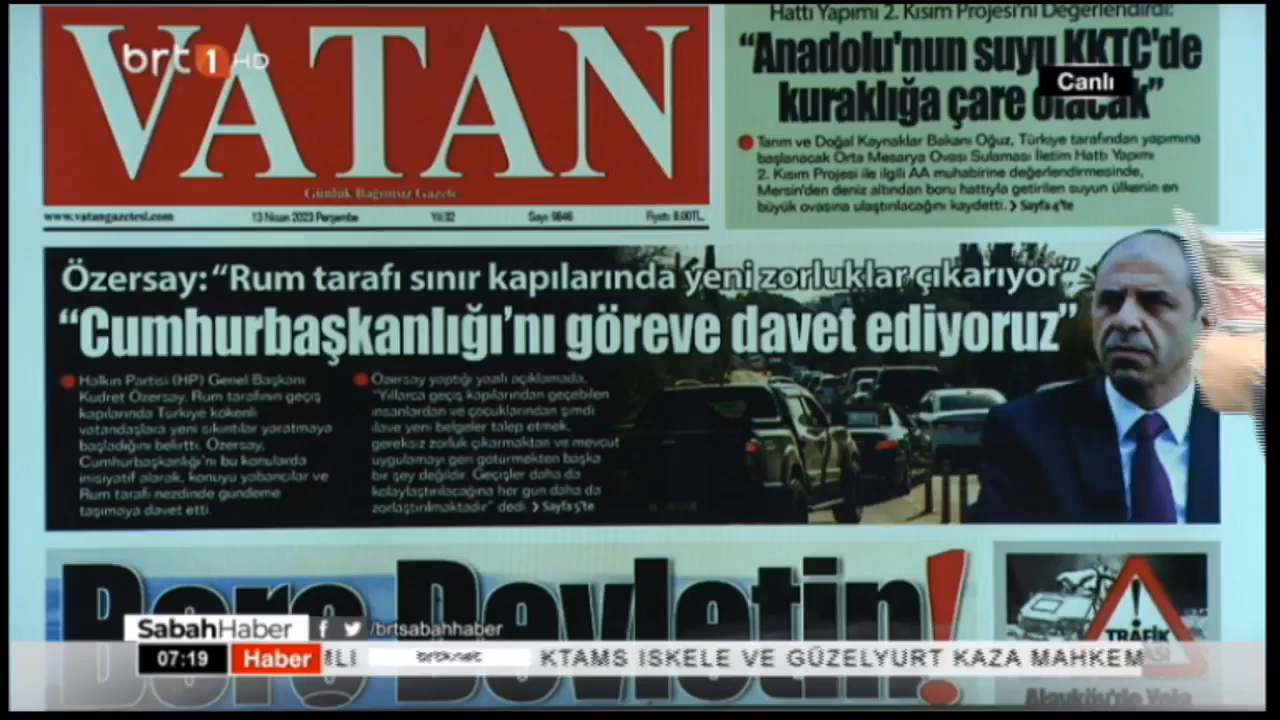 VATAN
brt 1 HD
Günlük Bağımsız Gazete
www.vatangazetesi.com 13 Nisan 2023 Perşembe Yıl:32 Sayı: 9846 Fiyatı: 8.00TL.
Hattı Yapımı 2. Kısım Projesi'ni Değerlendirdi:
“Anadolu'nun suyu KKTC'de
kuraklığa çare olacak”
Canlı
Tarım ve Doğal Kaynaklar Bakanı Oğuz, Türkiye tarafından yapımına
başlanacak Orta Mesarya Ovası Sulaması İletim Hattı Yapımı
2. Kısım Projesi ile ilgili AA muhabirine değerlendirmesinde,
Mersin'den deniz altından boru hattıyla getirilen suyun ülkenin en
büyük ovasına ulaştırılacağını kaydetti. Sayfa 4'te
Özersay: “Rum tarafı sınır kapılarında yeni zorluklar çıkarıyor”
“Cumhurbaşkanlığı’nı göreve davet ediyoruz”
Halkın Partisi (HP) Genel Başkanı
Kudret Özersay, Rum tarafının geçiş
kapılarında Türkiye kökenli
vatandaşlara yeni sıkıntılar yaratmaya
başladığını belirtti. Özersay,
Cumhurbaşkanlığı'nı bu konularda
inisiyatif alarak, konuyu yabancılar ve
Rum tarafı nezdinde gündeme
taşımaya davet etti.
Özersay yaptığı yazılı açıklamada,
“Yıllarca geçiş kapılarından geçebilen
insanlardan ve çocuklarından şimdi
ilave yeni belgeler talep etmek,
gereksiz zorluk çıkarmaktan ve mevcut
uygulamayı geri götürmekten başka
bir şey değildir. Geçişler daha da
kolaylaştırılacağına her gün daha da
zorlaştırılmaktadır” dedi. Sayfa 5'te
Devletin!
TRAFİK
SabahHaber /brtsabahhaber
07:19 Haber brtk.net KTAMS İSKELE VE GÜZELYURT KAZA MAHKEM
Alayköy'de Yola